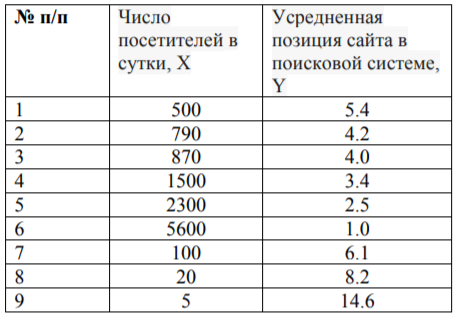 № п/п Число посетителей в сутки, X Усредненная позиция сайта в поисковой системе, Y
1 500 5.4
2 790 4.2
3 870 4.0
4 1500 3.4
5 2300 2.5
6 5600 1.0
7 100 6.1
8 20 8.2
9 5 14.6